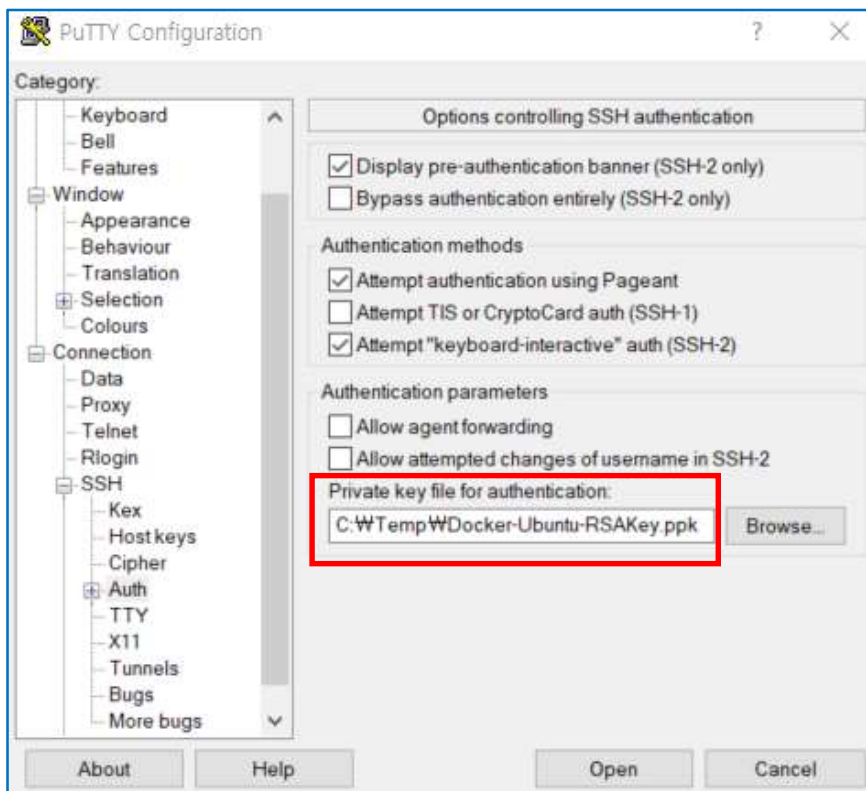 PuTTY Configuration
Category:
Keyboard
Bell
Features
Window
Appearance
Behaviour
Translation
Selection
Colours
Connection
Data
Proxy
Telnet
Rlogin
SSH
Kex
Host keys
Cipher
Auth
TTY
X11
Tunnels
Bugs
More bugs
Options controlling SSH authentication
Display pre-authentication banner (SSH-2 only)
Bypass authentication entirely (SSH-2 only)
Authentication methods
Attempt authentication using Pageant
Attempt TIS or CryptoCard auth (SSH-1)
Attempt "keyboard-interactive" auth (SSH-2)
Authentication parameters
Allow agent forwarding
Allow attempted changes of username in SSH-2
Private key file for authentication:
C:₩Temp₩Docker-Ubuntu-RSAKey.ppk
Browse...
About
Help
Open
Cancel